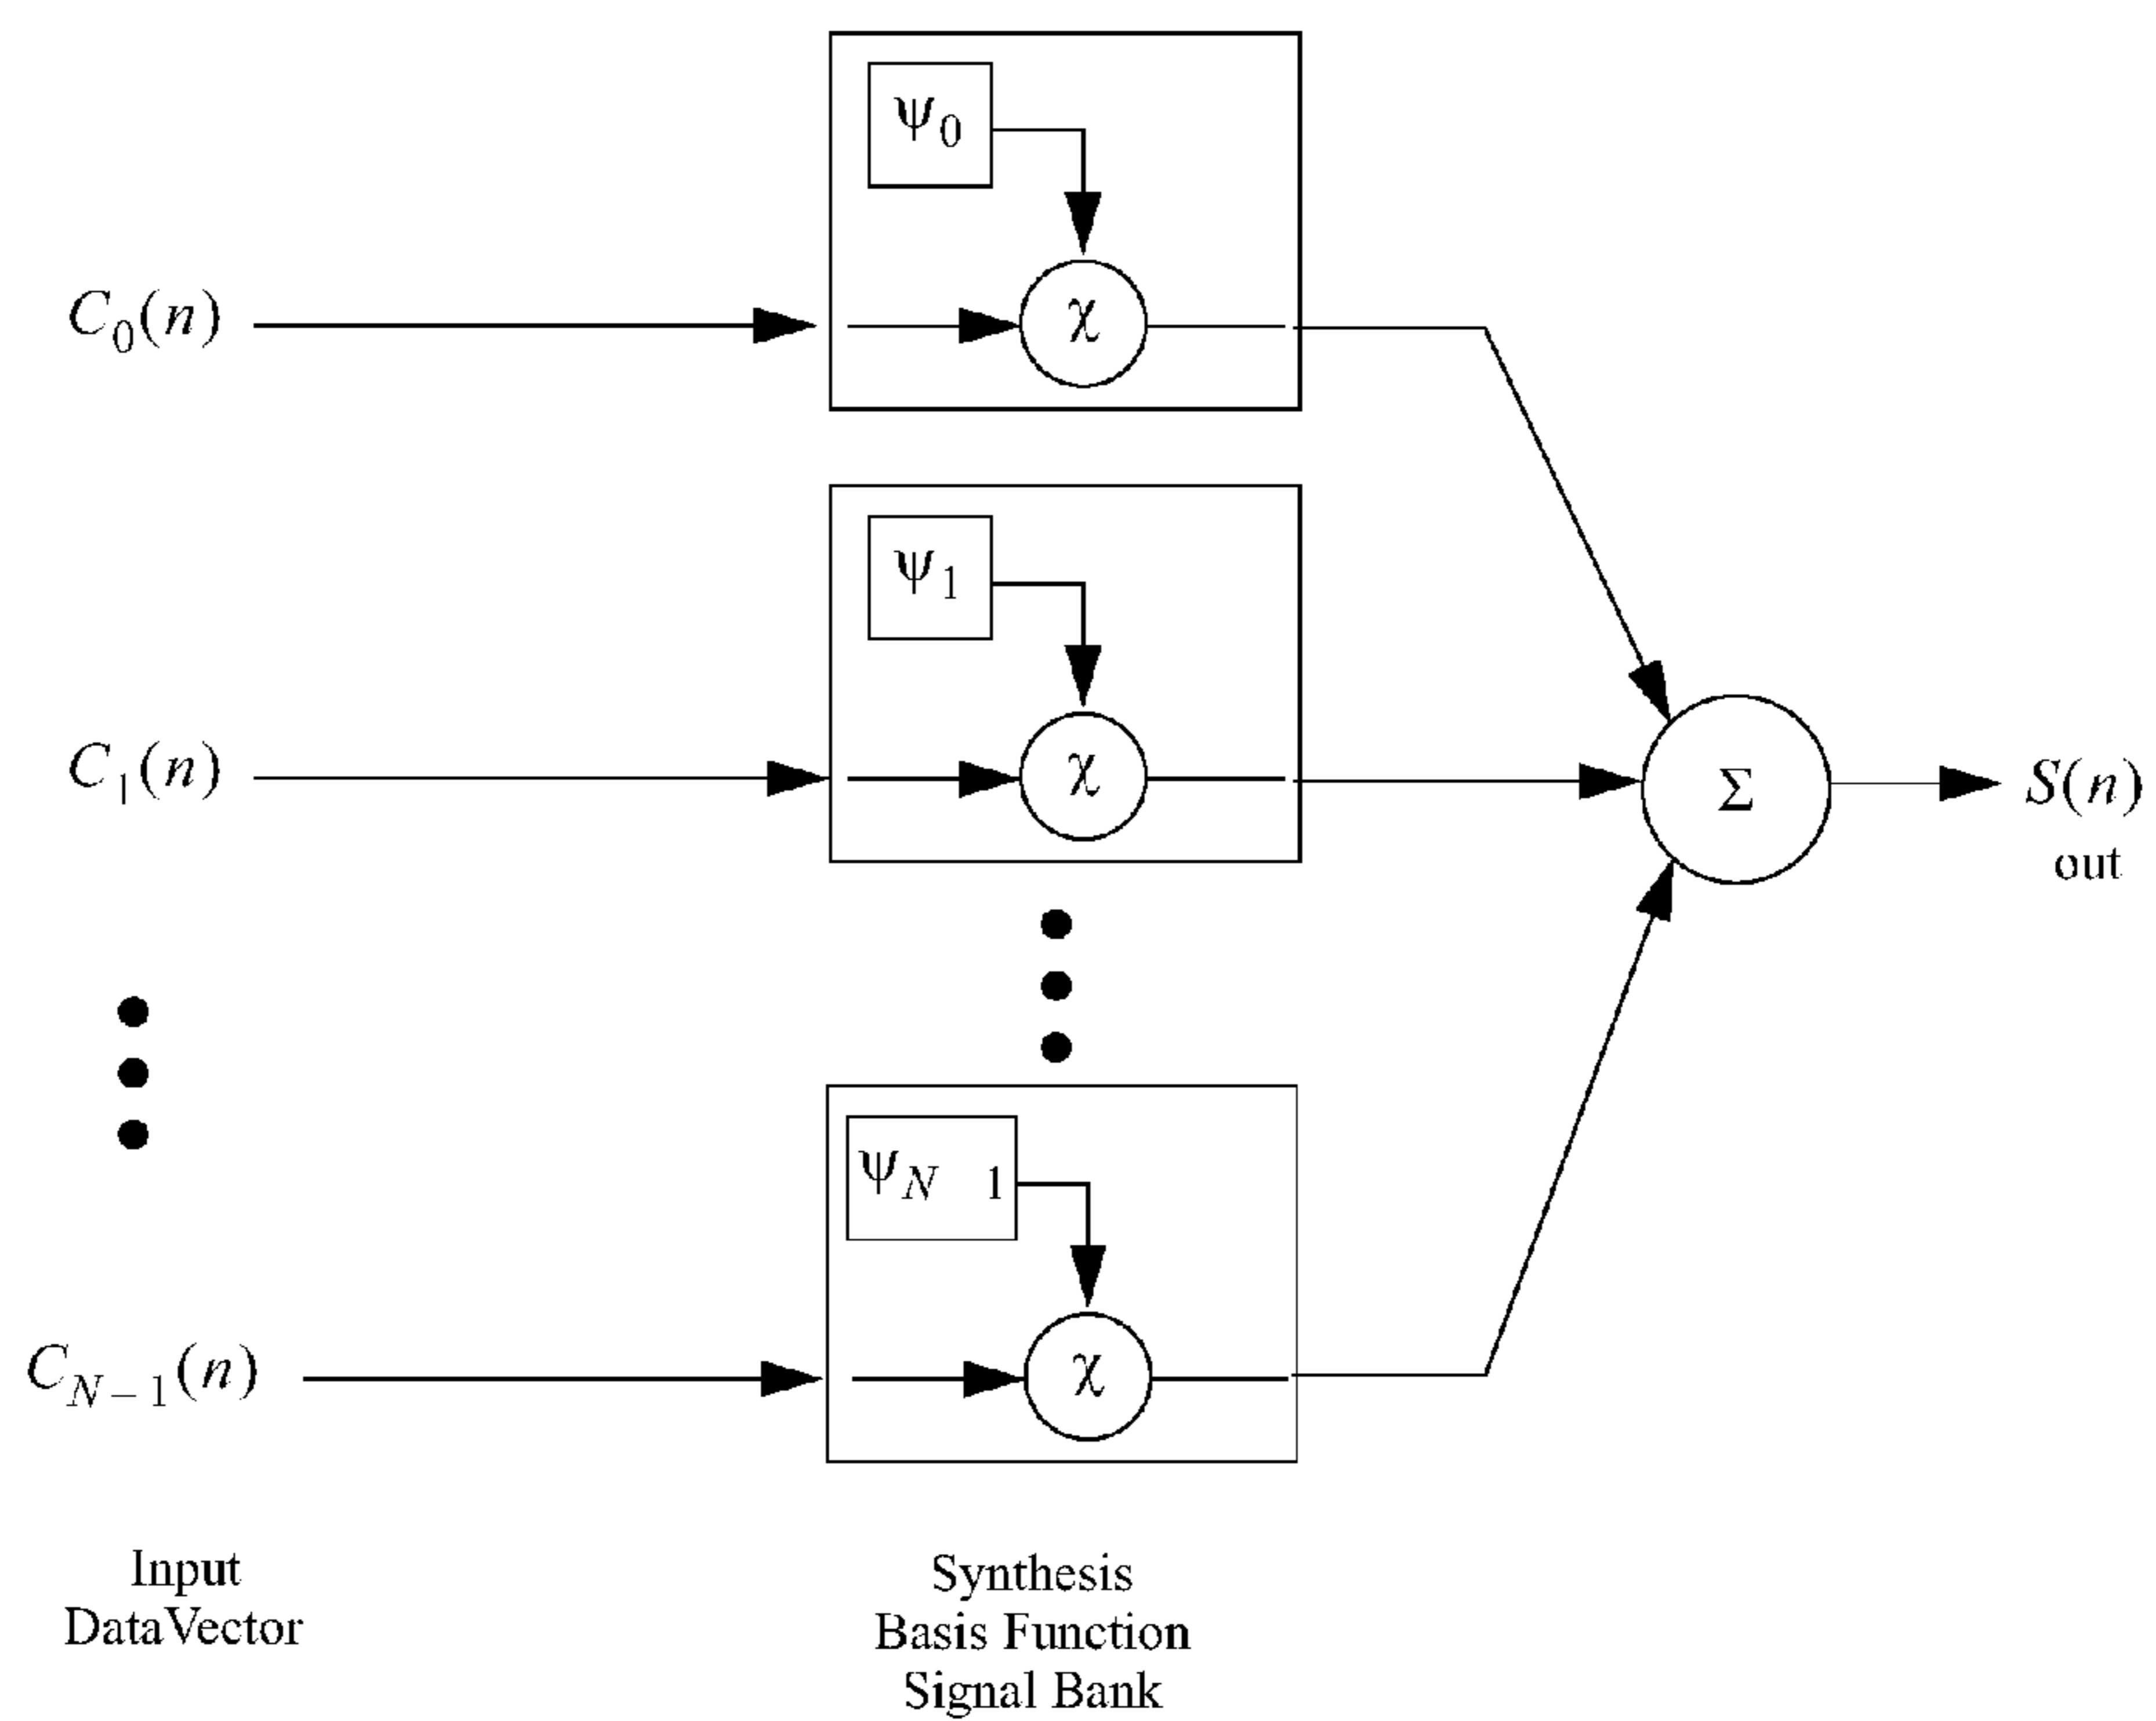 ψ0
C0(n)
χ
ψ1
C1(n)
χ
Σ
S(n)
out
ψN 1
CN−1(n)
χ
Input
DataVector
Synthesis
Basis Function
Signal Bank